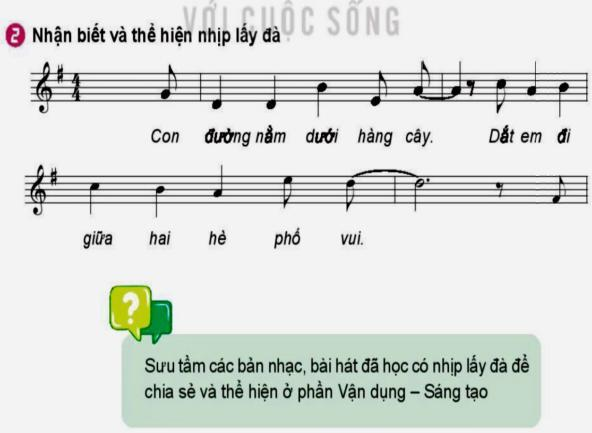 VỚI CUỘC SỐNG
2 Nhận biết và thể hiện nhịp lấy đà
4
4
Con đường nằm dưới hàng cây. Dắt em đi
giữa hai hè phố vui.
?
Sưu tầm các bản nhạc, bài hát đã học có nhịp lấy đà để
chia sẻ và thể hiện ở phần Vận dụng – Sáng tạo